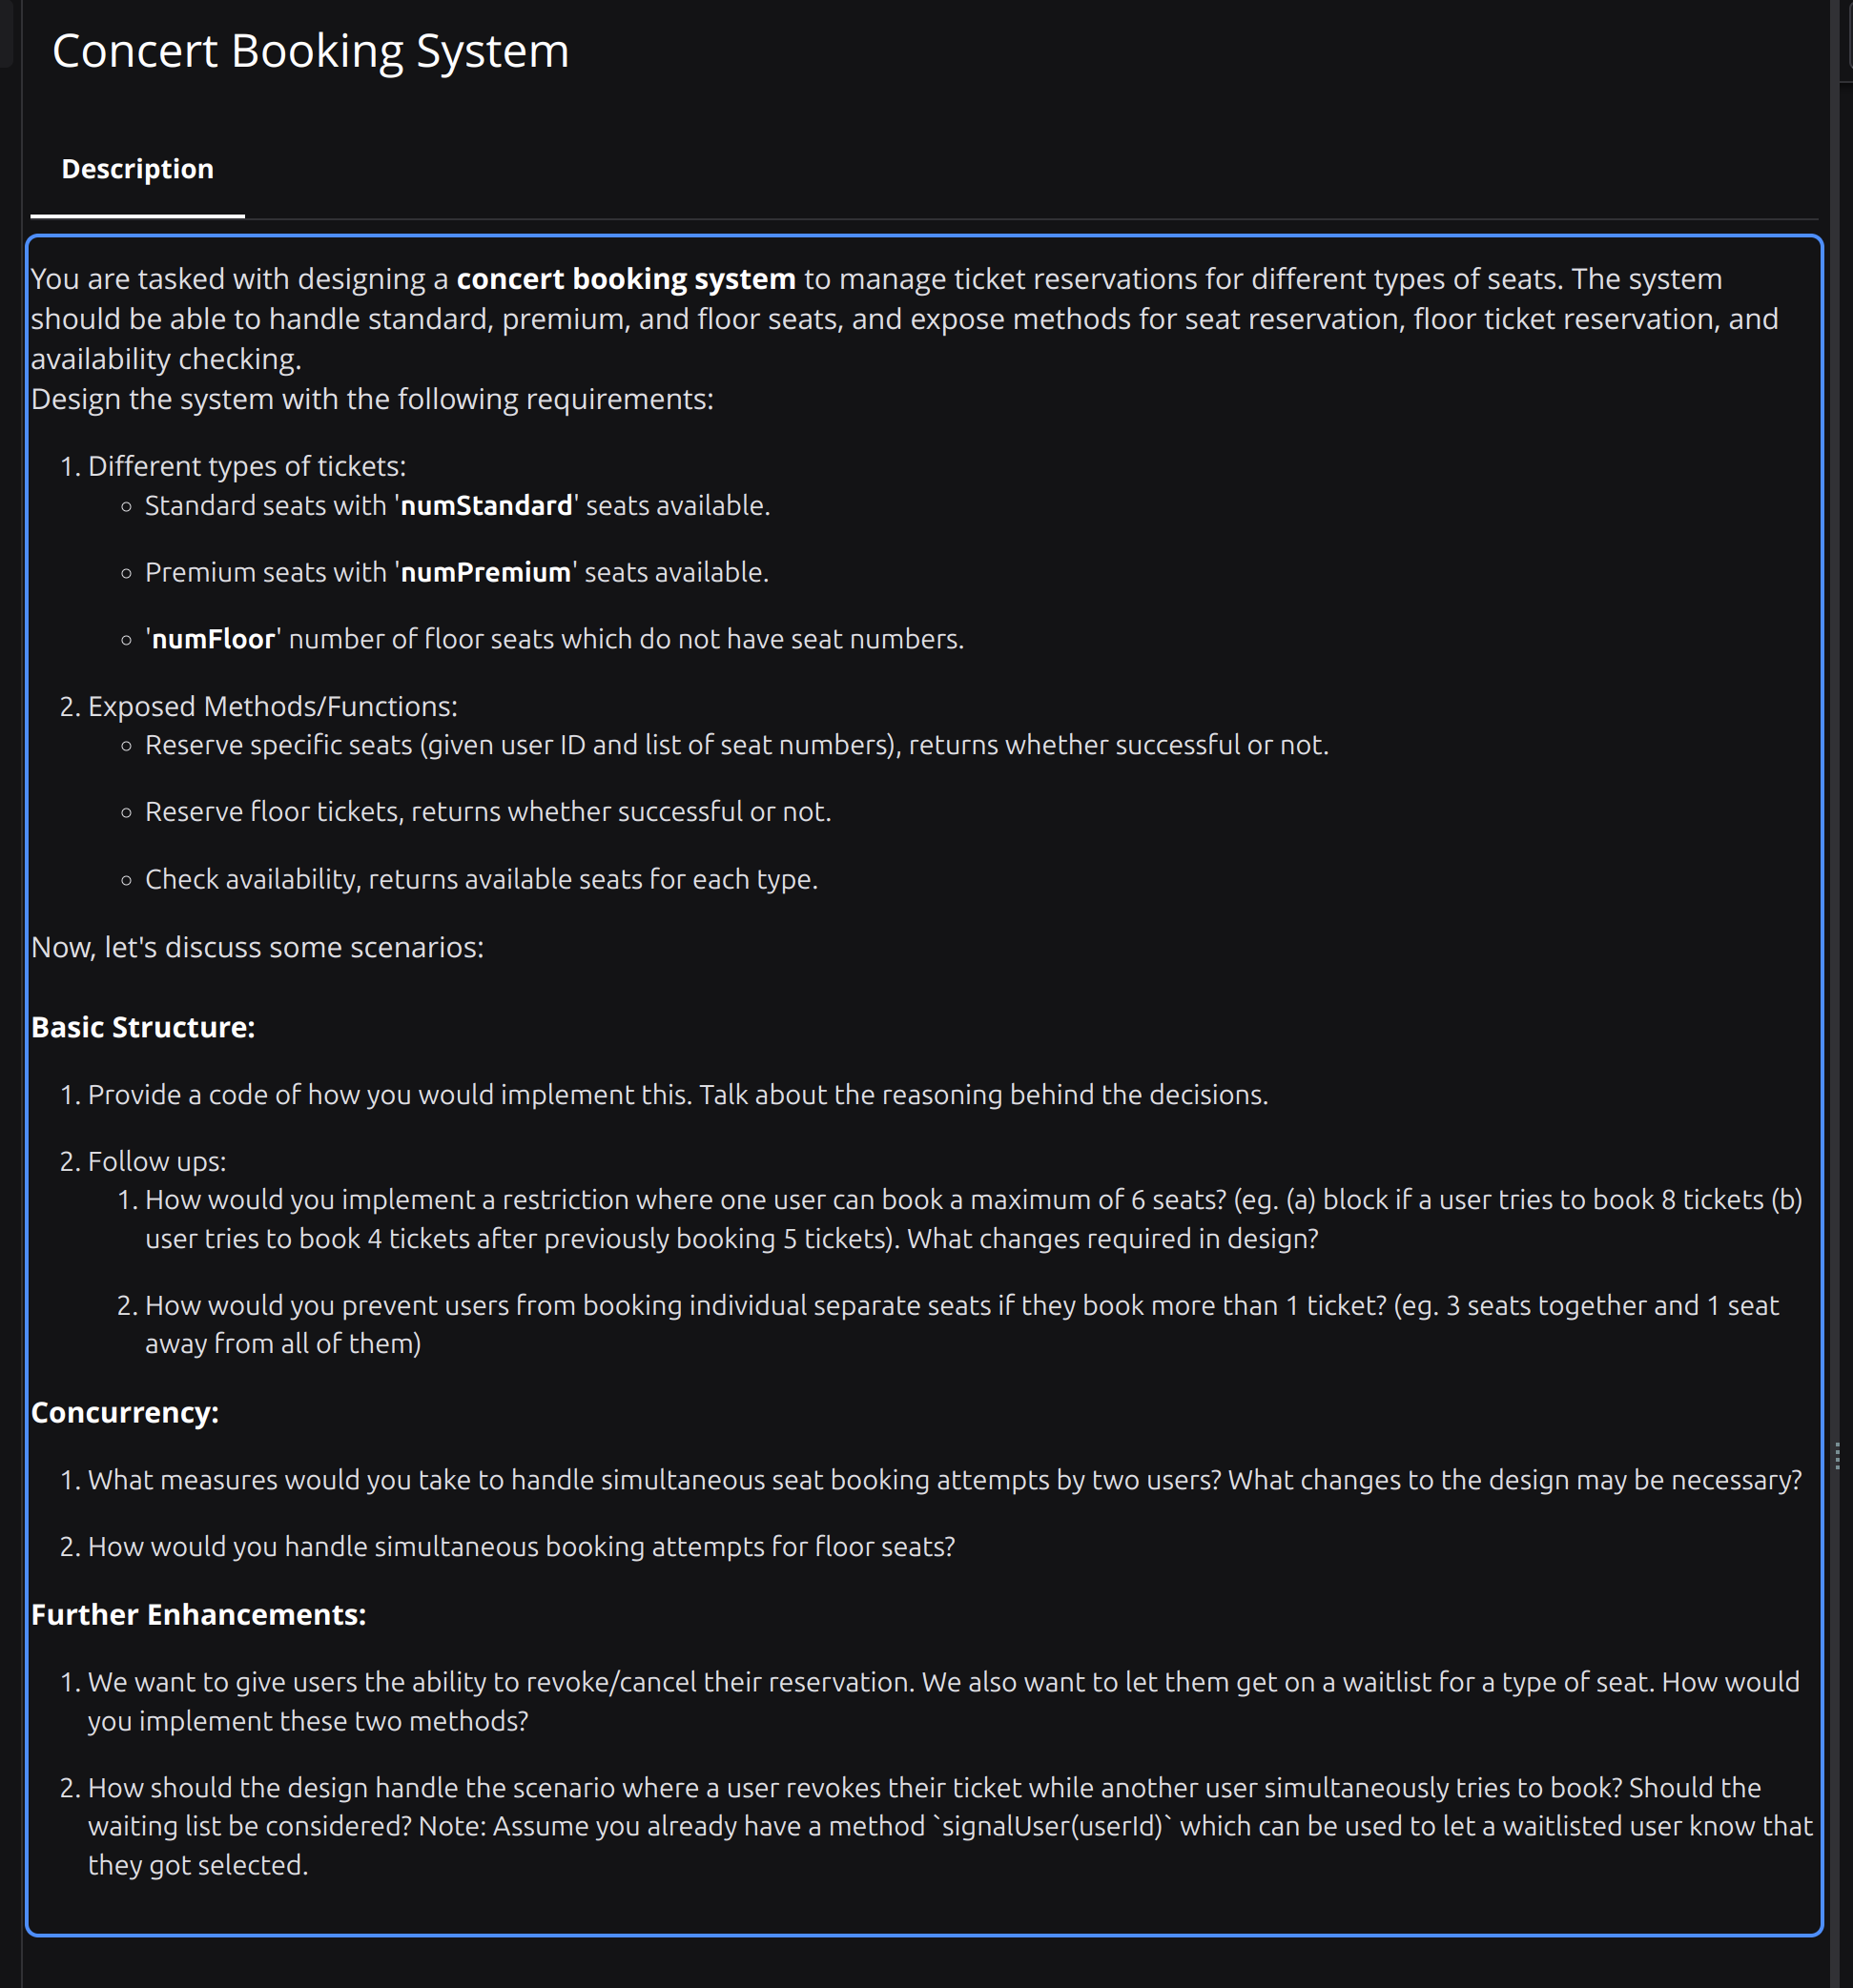 Concert Booking System
Description
You are tasked with designing a concert booking system to manage ticket reservations for different types of seats. The system
should be able to handle standard, premium, and floor seats, and expose methods for seat reservation, floor ticket reservation, and
availability checking.
Design the system with the following requirements:
1. Different types of tickets:
◦ Standard seats with 'numStandard' seats available.
◦ Premium seats with 'numPremium' seats available.
◦ 'numFloor' number of floor seats which do not have seat numbers.
2. Exposed Methods/Functions:
◦ Reserve specific seats (given user ID and list of seat numbers), returns whether successful or not.
◦ Reserve floor tickets, returns whether successful or not.
◦ Check availability, returns available seats for each type.
Now, let's discuss some scenarios:
Basic Structure:
1. Provide a code of how you would implement this. Talk about the reasoning behind the decisions.
2. Follow ups:
1. How would you implement a restriction where one user can book a maximum of 6 seats? (eg. (a) block if a user tries to book 8 tickets (b)
user tries to book 4 tickets after previously booking 5 tickets). What changes required in design?
2. How would you prevent users from booking individual separate seats if they book more than 1 ticket? (eg. 3 seats together and 1 seat
away from all of them)
Concurrency:
1. What measures would you take to handle simultaneous seat booking attempts by two users? What changes to the design may be necessary?
2. How would you handle simultaneous booking attempts for floor seats?
Further Enhancements:
1. We want to give users the ability to revoke/cancel their reservation. We also want to let them get on a waitlist for a type of seat. How would
you implement these two methods?
2. How should the design handle the scenario where a user revokes their ticket while another user simultaneously tries to book? Should the
waiting list be considered? Note: Assume you already have a method `signalUser(userId)` which can be used to let a waitlisted user know that
they got selected.